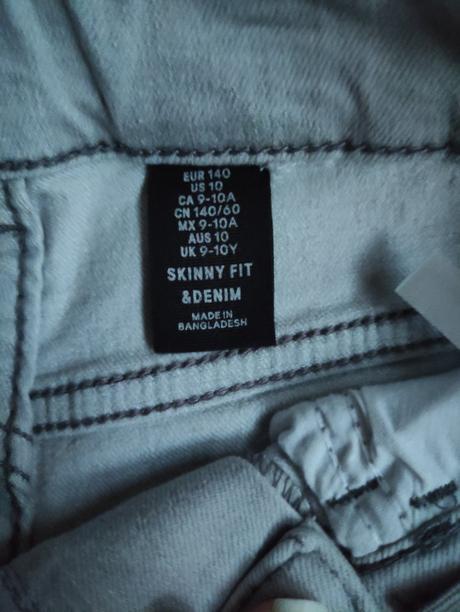 EUR 140
US 10
CA 9-10A
CN 140/60
MX 9-10A
AUS 10
UK 9-10Y
SKINNY FIT
&DENIM
MADE IN
BANGLADESH